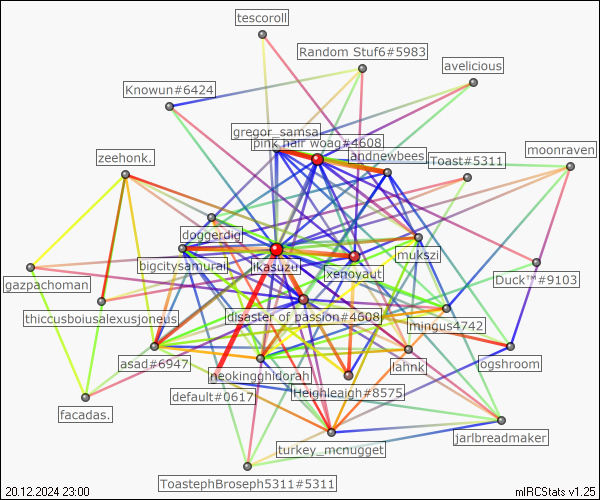 tescoroll
Random Stuf6#5983
avelicious
Knowun#6424
gregor_samsa
pink hair woag#4608
andnewbees
moonraven
zeehonk.
Toast#5311
doggerdig
mukszi
bigcitysamurai
iKasuzu
xenoyaut
gazpachoman
Duck™#9103
thiccusboiusalexusjoneus
disaster of passion#4608
mingus4742
asad#6947
lahnk
ogshroom
neokingghidorah
default#0617
Heighleaigh#8575
facadas.
jarlbreadmaker
turkey_mcnugget
ToastephBroseph5311#5311
20.12.2024 23:00
mIRCStats v1.25